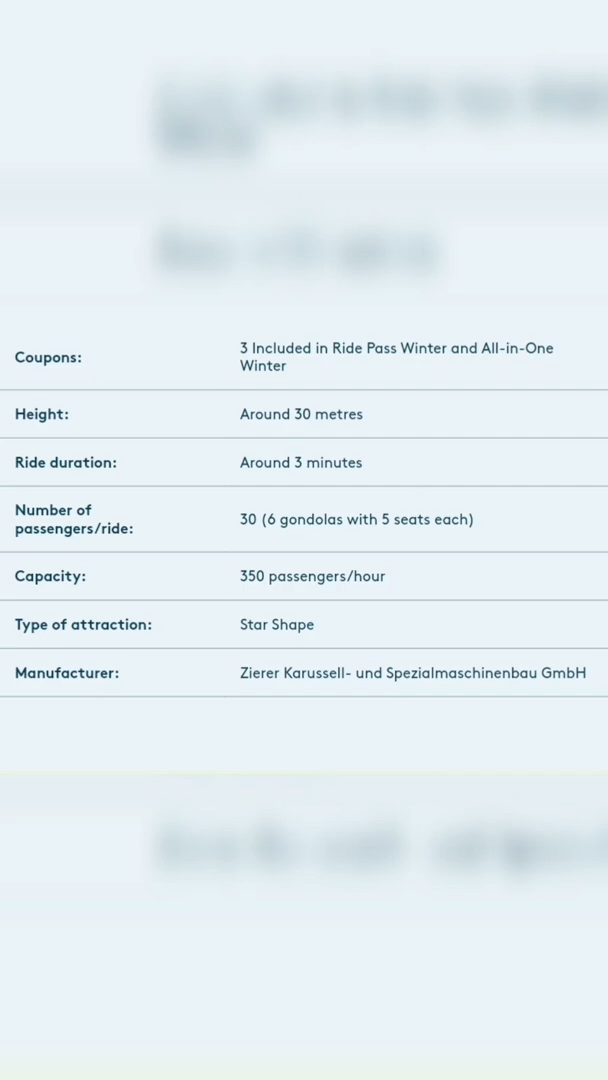 Coupons:
3 Included in Ride Pass Winter and All-in-One
Winter
Height:
Around 30 metres
Ride duration:
Around 3 minutes
Number of
passengers/ride:
30 (6 gondolas with 5 seats each)
Capacity:
350 passengers/hour
Type of attraction:
Star Shape
Manufacturer:
Zierer Karussell- und Spezialmaschinenbau GmbH